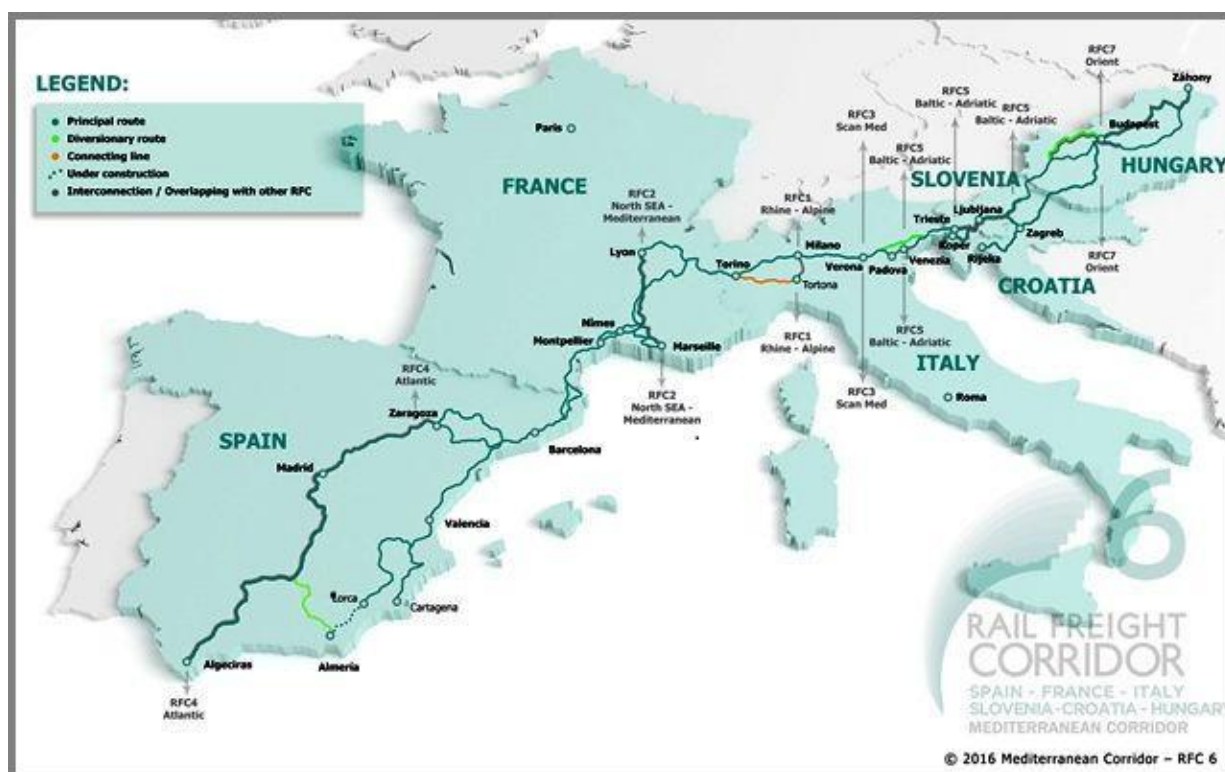 LEGEND:
Principal route
Diversionary route
Connecting line
Under construction
Interconnection / Overlapping with other RFC
Paris
FRANCE
RFC2
North SEA -
Mediterranean
Lyon
RFC1
Rhine - Alpine
RFC3
Scan Med
RFC5
Baltic - Adriatic
RFC5
Baltic - Adriatic
RFC5
Baltic - Adriatic
RFC7
Orient
Záhony
Budapest
HUNGARY
SLOVENIA
Ljubljana
Trieste
Koper
Zagreb
Rijeka
RFC7
Orient
CROATIA
Milano
Torino
Verona
Padova
Venezia
Tortona
Nimes
Montpellier
Marseille
RFC1
Rhine - Alpine
RFC5
Baltic - Adriatic
ITALY
RFC3
Scan Med
Roma
RFC2
North SEA -
Mediterranean
RFC4
Atlantic
Zaragoza
SPAIN
Madrid
Barcelona
Valencia
Lorca
Cartagena
Algeciras
Almería
RFC4
Atlantic
6
RAIL FREIGHT
CORRIDOR
SPAIN - FRANCE - ITALY
SLOVENIA-CROATIA-HUNGARY
MEDITERRANEAN CORRIDOR
© 2016 Mediterranean Corridor – RFC 6